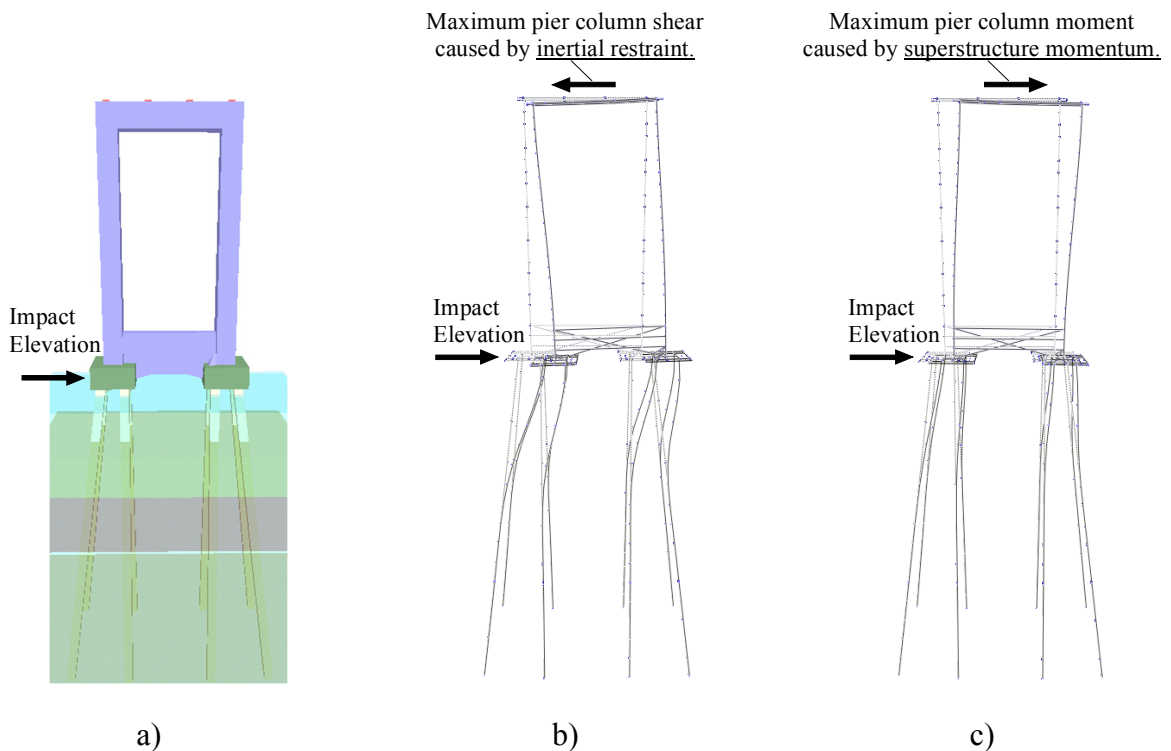 Maximum pier column shear
caused by inertial restraint.
Maximum pier column moment
caused by superstructure momentum.
Impact
Elevation
Impact
Elevation
Impact
Elevation
a)
b)
c)